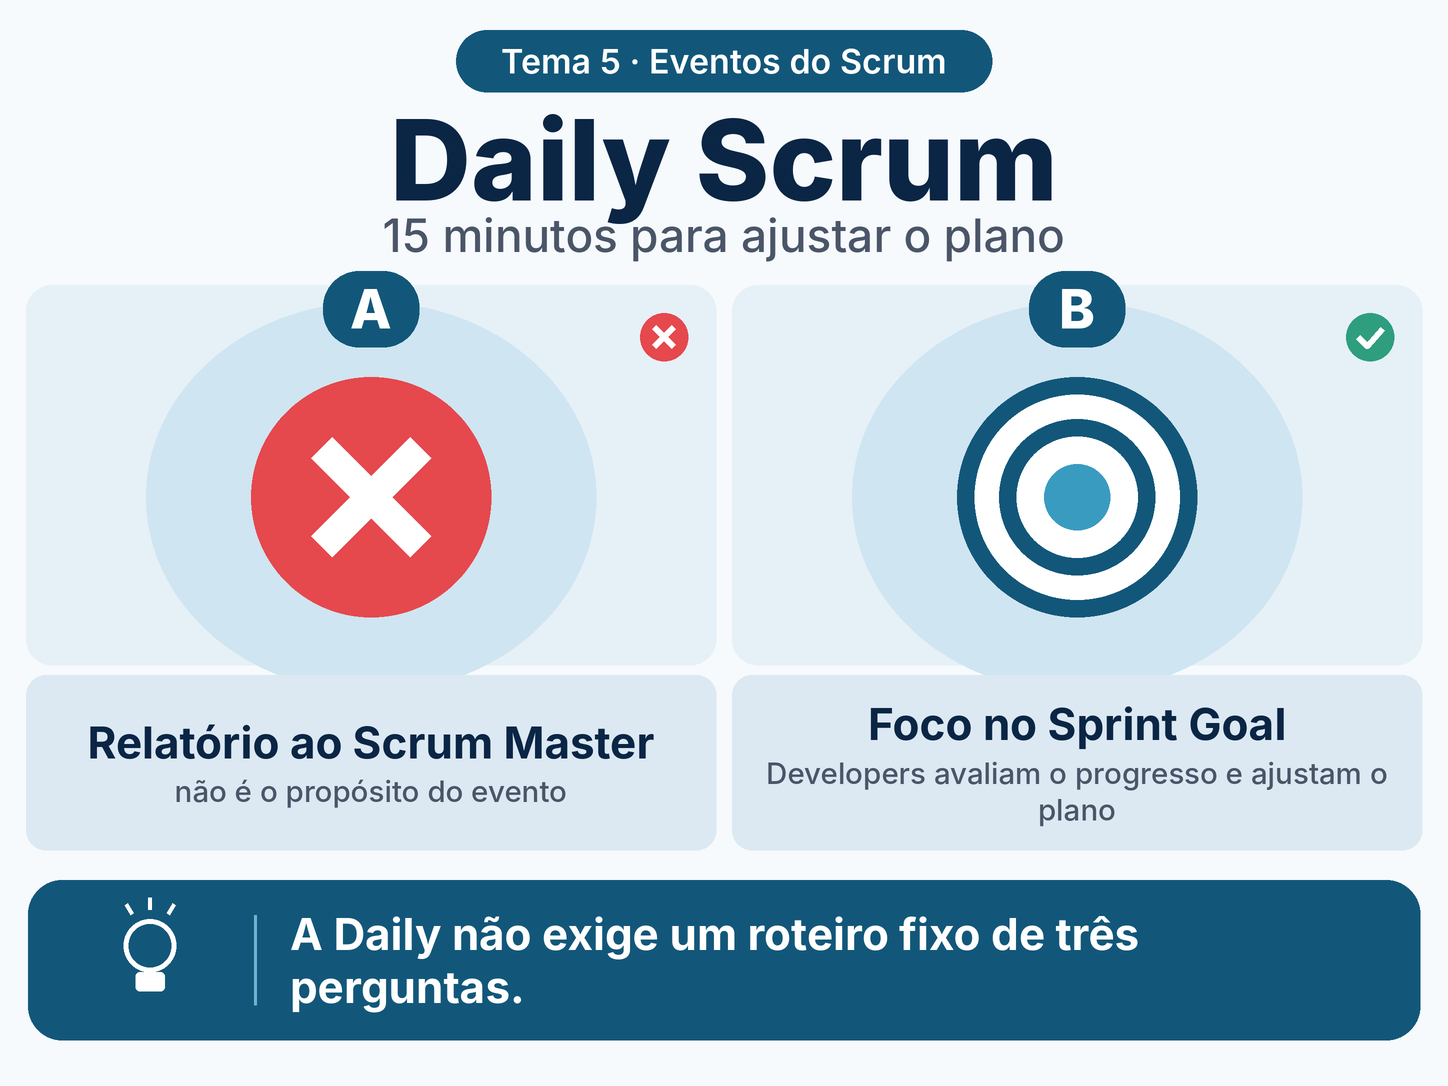 Tema 5 · Eventos do Scrum
Daily Scrum
15 minutos para ajustar o plano
A
B
Relatório ao Scrum Master
não é o propósito do evento
Foco no Sprint Goal
Developers avaliam o progresso e ajustam o
plano
A Daily não exige um roteiro fixo de três
perguntas.